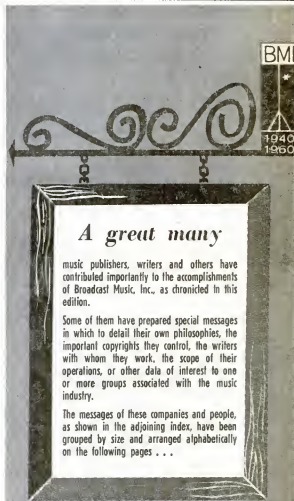 BMI
*
1940
1960
A great many
music publishers, writers and others have
contributed importantly to the accomplishments
of Broadcast Music, Inc., as chronicled in this
edition.
Some of them have prepared special messages
in which to detail their own philosophies, the
important copyrights they control, the writers
with whom they work, the scope of their
operations, or other data of interest to one
or more groups associated with the music
industry.
The messages of these companies and people,
as shown in the adjoining index, have been
grouped by size and arranged alphabetically
on the following pages . . .